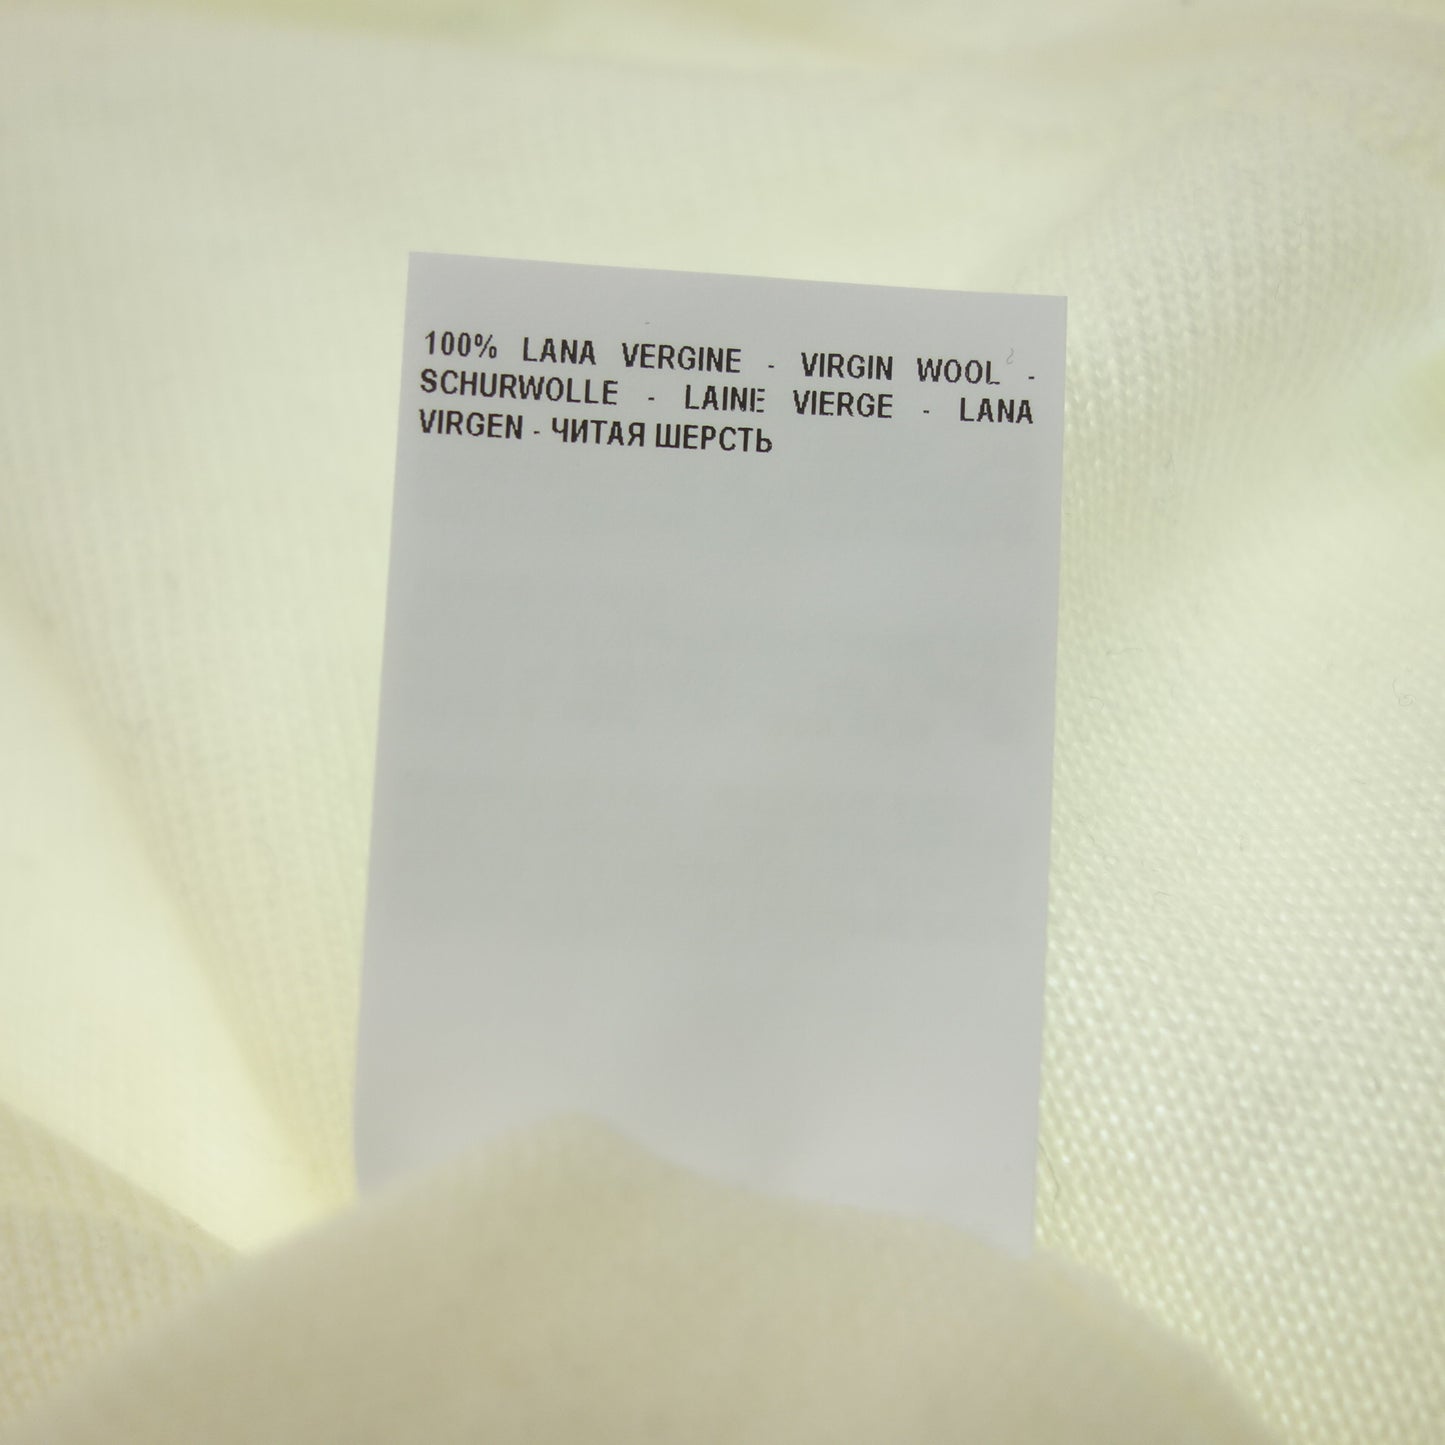 100% LANA VERGINE - VIRGIN WOOL -
SCHURWOLLE - LAINE VIERGE - LANA
VIRGEN - ЧИТАЯ ШЕРСТЬ